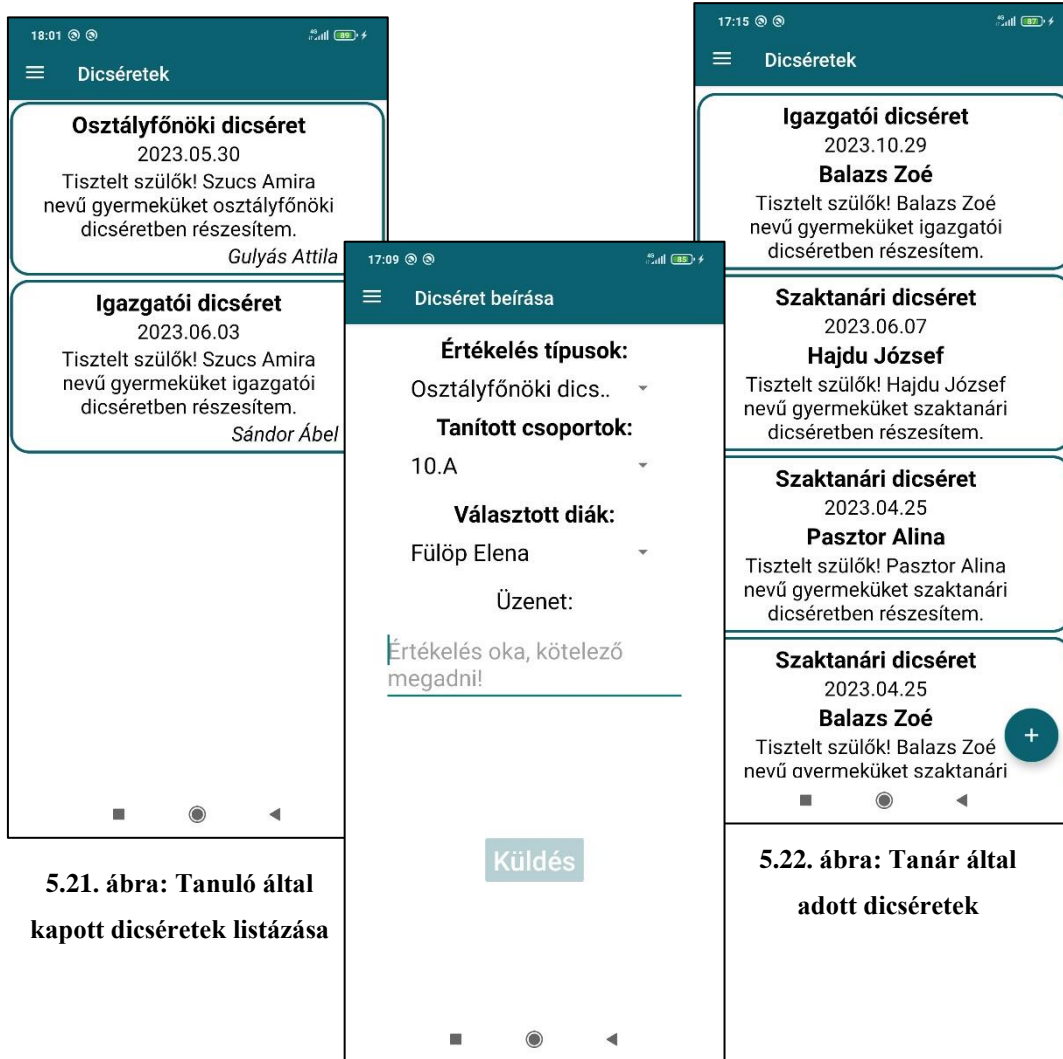 18:01
89
Dicséretek
Osztályfőnöki dicséret
2023.05.30
Tisztelt szülők! Szucs Amira
nevű gyermeküket osztályfőnöki
dicséretben részesítem.
Gulyás Attila
Igazgatói dicséret
2023.06.03
Tisztelt szülők! Szucs Amira
nevű gyermeküket igazgatói
dicséretben részesítem.
Sándor Ábel
5.21. ábra: Tanuló által
kapott dicséretek listázása
17:09
85
Dicséret beírása
Értékelés típusok:
Osztályfőnöki dics..
Tanított csoportok:
10.A
Választott diák:
Fülöp Elena
Üzenet:
Értékelés oka, kötelező
megadni!
Küldés
17:15
87
Dicséretek
Igazgatói dicséret
2023.10.29
Balazs Zoé
Tisztelt szülők! Balazs Zoé
nevű gyermeküket igazgatói
dicséretben részesítem.
Szaktanári dicséret
2023.06.07
Hajdu József
Tisztelt szülők! Hajdu József
nevű gyermeküket szaktanári
dicséretben részesítem.
Szaktanári dicséret
2023.04.25
Pasztor Alina
Tisztelt szülők! Pasztor Alina
nevű gyermeküket szaktanári
dicséretben részesítem.
Szaktanári dicséret
2023.04.25
Balazs Zoé
Tisztelt szülők! Balazs Zoé
nevű gyermeküket szaktanári
+
5.22. ábra: Tanár által
adott dicséretek